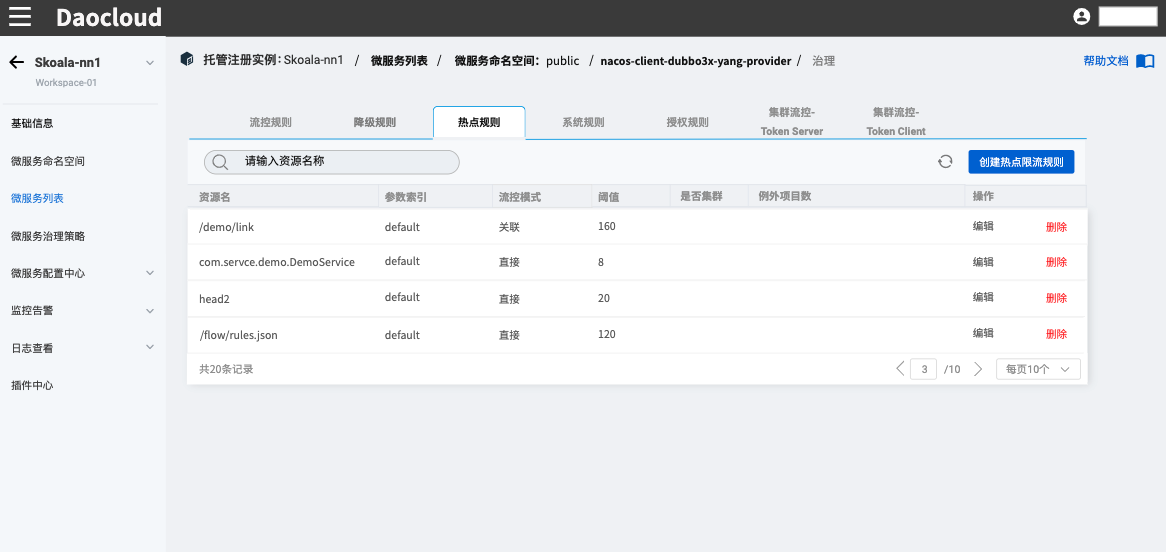 Daocloud
Skoala-nn1
Workspace-01
基础信息
微服务命名空间
微服务列表
微服务治理策略
微服务配置中心
监控告警
日志查看
插件中心
托管注册实例：Skoala-nn1 / 微服务列表 / 微服务命名空间：public / nacos-client-dubbo3x-yang-provider / 治理
帮助文档
流控规则 降级规则 热点规则 系统规则 授权规则 集群流控-Token Server 集群流控-Token Client
请输入资源名称
创建热点限流规则
资源名 参数索引 流控模式 阈值 是否集群 例外项目数 操作
/demo/link default 关联 160 编辑 删除
com.servce.demo.DemoService default 直接 8 编辑 删除
head2 default 直接 20 编辑 删除
/flow/rules.json default 直接 120 编辑 删除
共20条记录 3 /10 每页10个